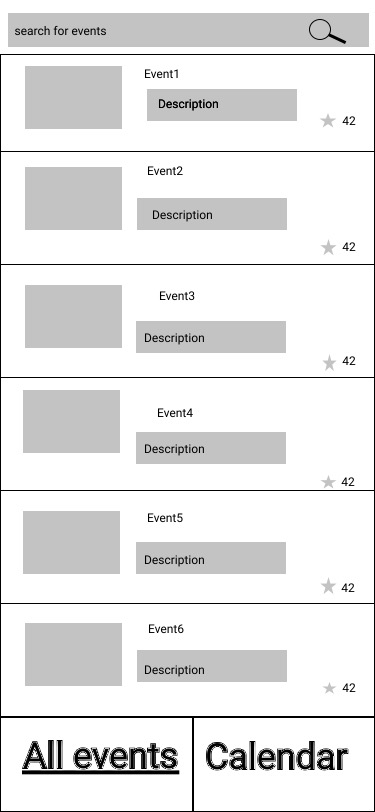 search for events
Event1
Description
42
Event2
Description
42
Event3
Description
42
Event4
Description
42
Event5
Description
42
Event6
Description
42
All events
Calendar